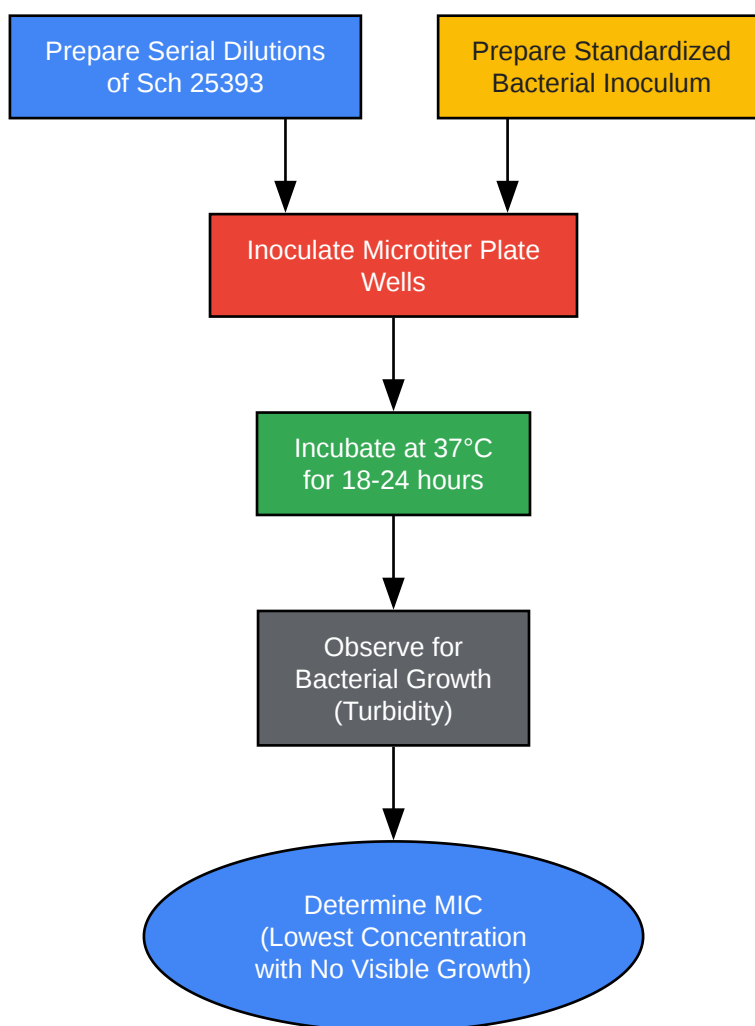 Prepare Serial Dilutions
of Sch 25393
Prepare Standardized
Bacterial Inoculum
Inoculate Microtiter Plate
Wells
Incubate at 37°C
for 18-24 hours
Observe for
Bacterial Growth
(Turbidity)
Determine MIC
(Lowest Concentration
with No Visible Growth)